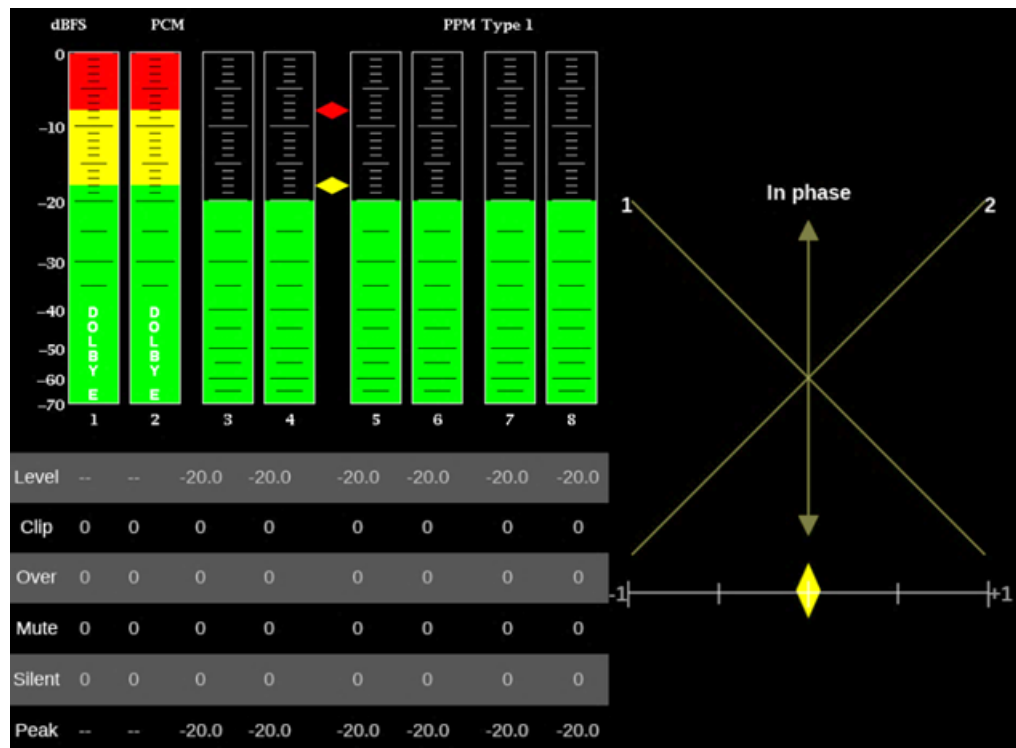 dBFS PCM PPM Type 1
0
-10
-20
-30
-40
-50
-60
-70
DOLBY E
DOLBY E
1 2 3 4 5 6 7 8
Level -- -- -20.0 -20.0 -20.0 -20.0 -20.0 -20.0
Clip 0 0 0 0 0 0 0 0
Over 0 0 0 0 0 0 0 0
Mute 0 0 0 0 0 0 0 0
Silent 0 0 0 0 0 0 0 0
Peak -- -- -20.0 -20.0 -20.0 -20.0 -20.0 -20.0
In phase
1 2
-1 +1